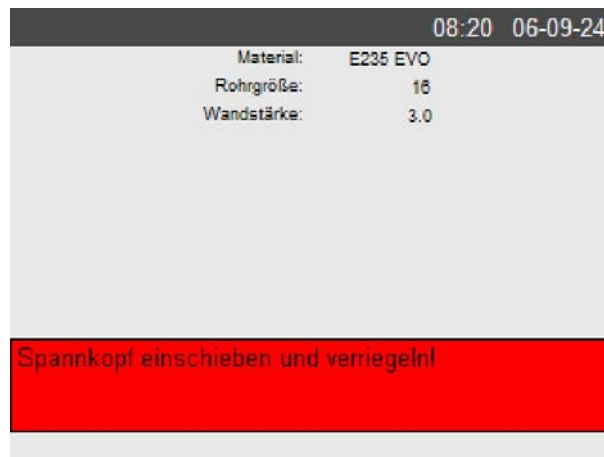 08:20 06-09-24
Material: E235 EVO
Rohrgröße: 16
Wandstärke: 3.0
Spannkopf einschieben und verriegeln!